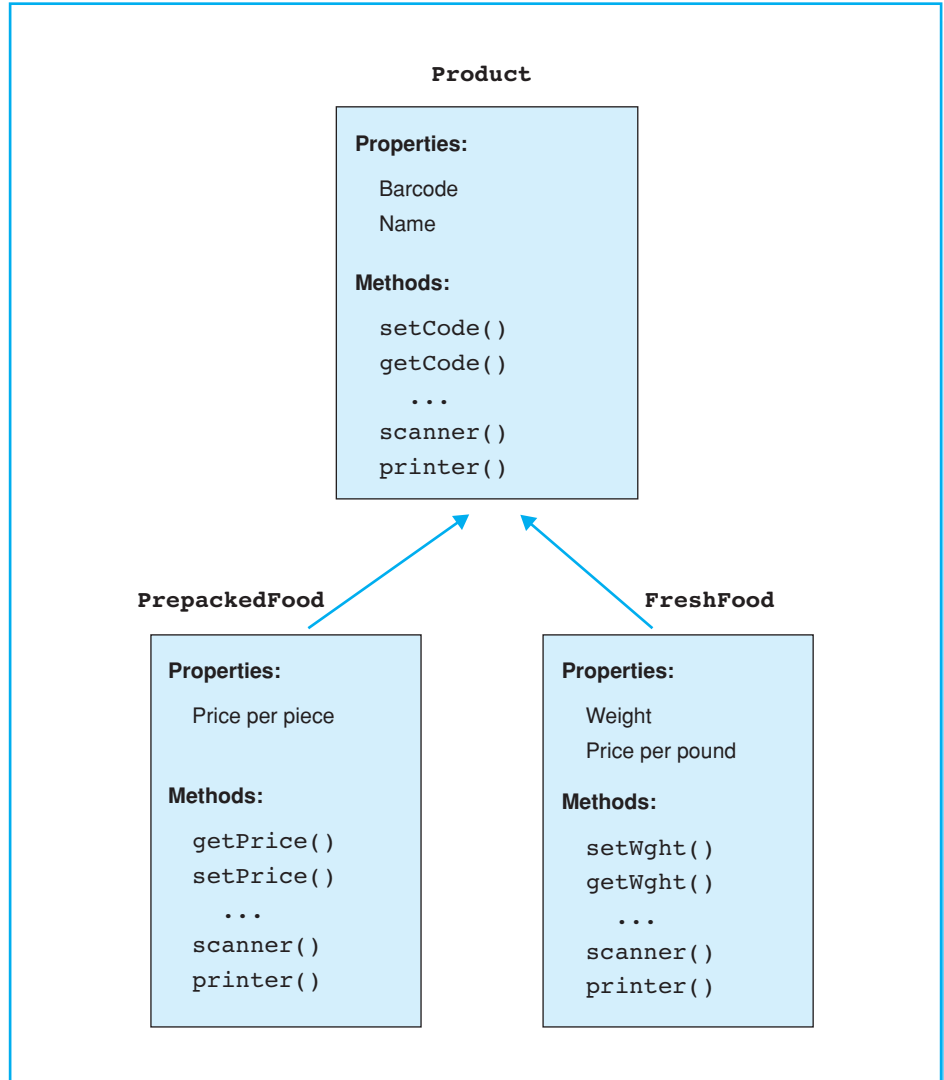 Product
Properties:
Barcode
Name
Methods:
setCode()
getCode()
...
scanner()
printer()
PrepackedFood
Properties:
Price per piece
Methods:
getPrice()
setPrice()
...
scanner()
printer()
FreshFood
Properties:
Weight
Price per pound
Methods:
setWght()
getWght()
...
scanner()
printer()